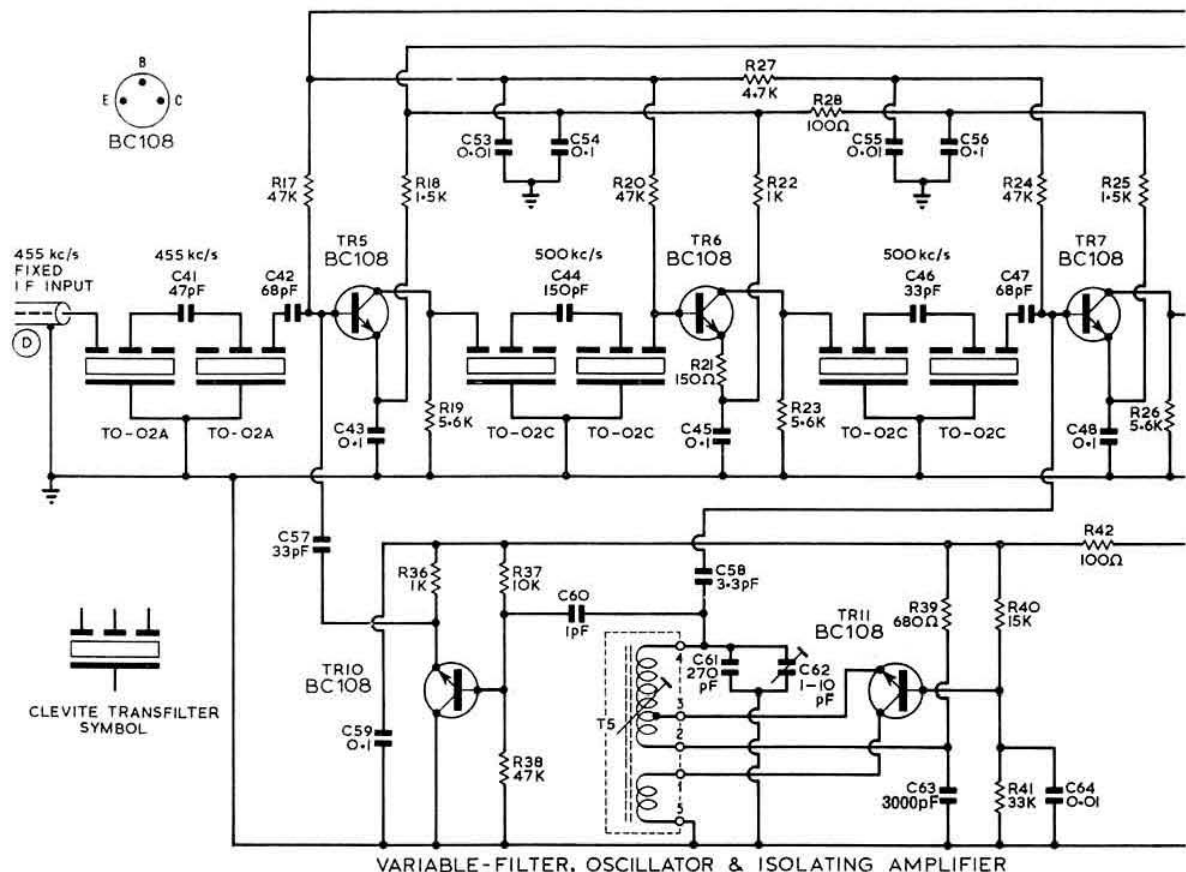 B
E
C
BC108
R27
4.7K
R28
100Ω
C53
0.01
C54
0.1
C55
0.01
C56
0.1
R17
47K
R18
1.5K
R20
47K
R22
1K
R24
47K
R25
1.5K
455 kc/s
FIXED
I F INPUT
D
455 kc/s
C41
47pF
C42
68pF
TR5
BC108
500kc/s
C44
150pF
TR6
BC108
500kc/s
C46
33pF
C47
68pF
TR7
BC108
R21
150Ω
TO-02A
TO-02A
C43
0.1
R19
5.6K
TO-02C
TO-02C
C45
0.1
R23
5.6K
TO-02C
TO-02C
C48
0.1
R26
5.6K
C57
33pF
R36
1K
R37
10K
C60
1pF
C58
3.3pF
R42
100Ω
R39
680Ω
R40
15K
TR11
BC108
C61
270
pF
C62
1-10
pF
4
3
2
1
5
T5
TR10
BC108
CLEVITE TRANSFILTER
SYMBOL
C59
0.1
R38
47K
C63
3000pF
R41
33K
C64
0.01
VARIABLE-FILTER, OSCILLATOR & ISOLATING AMPLIFIER